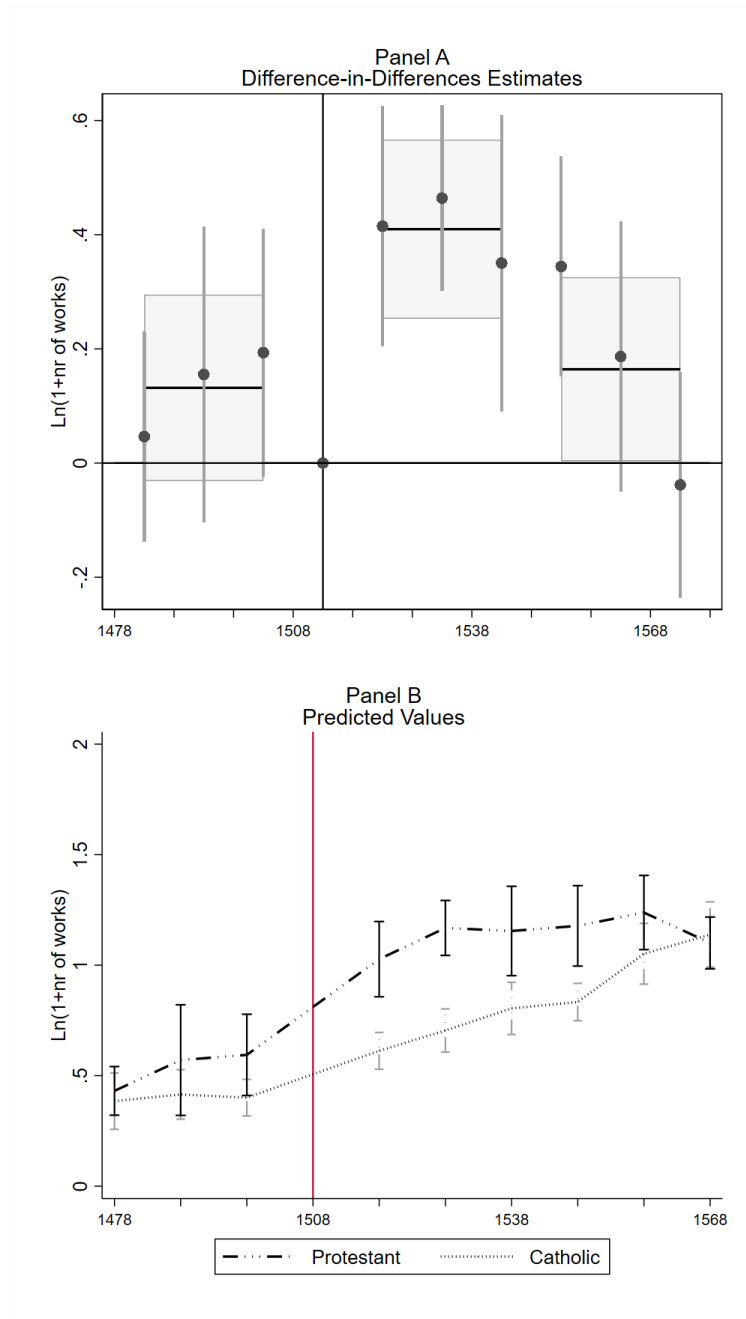 Panel A
Difference-in-Differences Estimates
Ln(1+nr of works)
.6
.4
.2
0
-.2
1478 1508 1538 1568
Panel B
Predicted Values
Ln(1+nr of works)
2
1.5
1
.5
0
1478 1508 1538 1568
Protestant Catholic